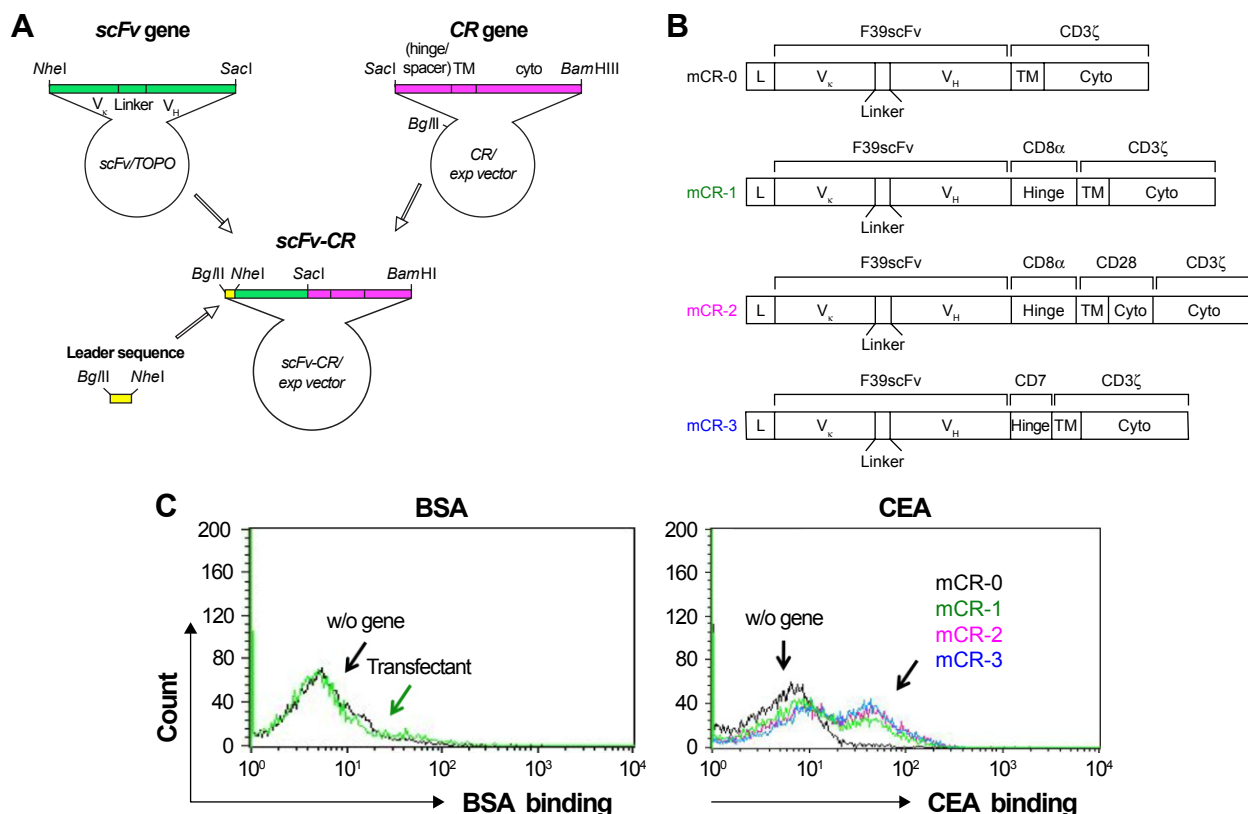 A
scFv gene
NheI
SacI
Vκ Linker VH
scFv/TOPO
CR gene
(hinge/
spacer) TM cyto
SacI
BamHIII
BglII
CR/
exp vector
scFv-CR
BglII NheI SacI BamHI
scFv-CR/
exp vector
Leader sequence
BglII NheI
B
F39scFv CD3ζ
mCR-0 L Vκ VH TM Cyto
Linker
F39scFv CD8α CD3ζ
mCR-1 L Vκ VH Hinge TM Cyto
Linker
F39scFv CD8α CD28 CD3ζ
mCR-2 L Vκ VH Hinge TM Cyto Cyto
Linker
F39scFv CD7 CD3ζ
mCR-3 L Vκ VH Hinge TM Cyto
Linker
C
BSA
200
160
120
80
40
0
Count
w/o gene
Transfectant
10⁰ 10¹ 10² 10³ 10⁴
BSA binding
CEA
200
160
120
80
40
0
w/o gene
mCR-0
mCR-1
mCR-2
mCR-3
10⁰ 10¹ 10² 10³ 10⁴
CEA binding